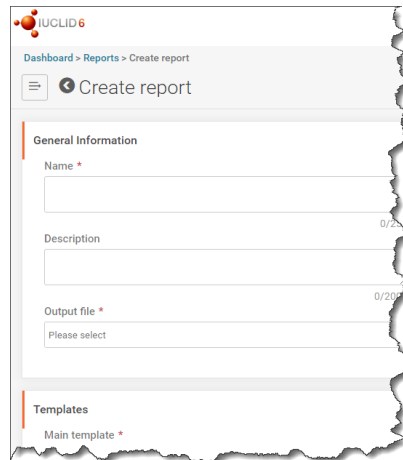 IUCLID 6
Dashboard > Reports > Create report
Create report
General Information
Name *
Description
Output file *
Please select
Templates
Main template *